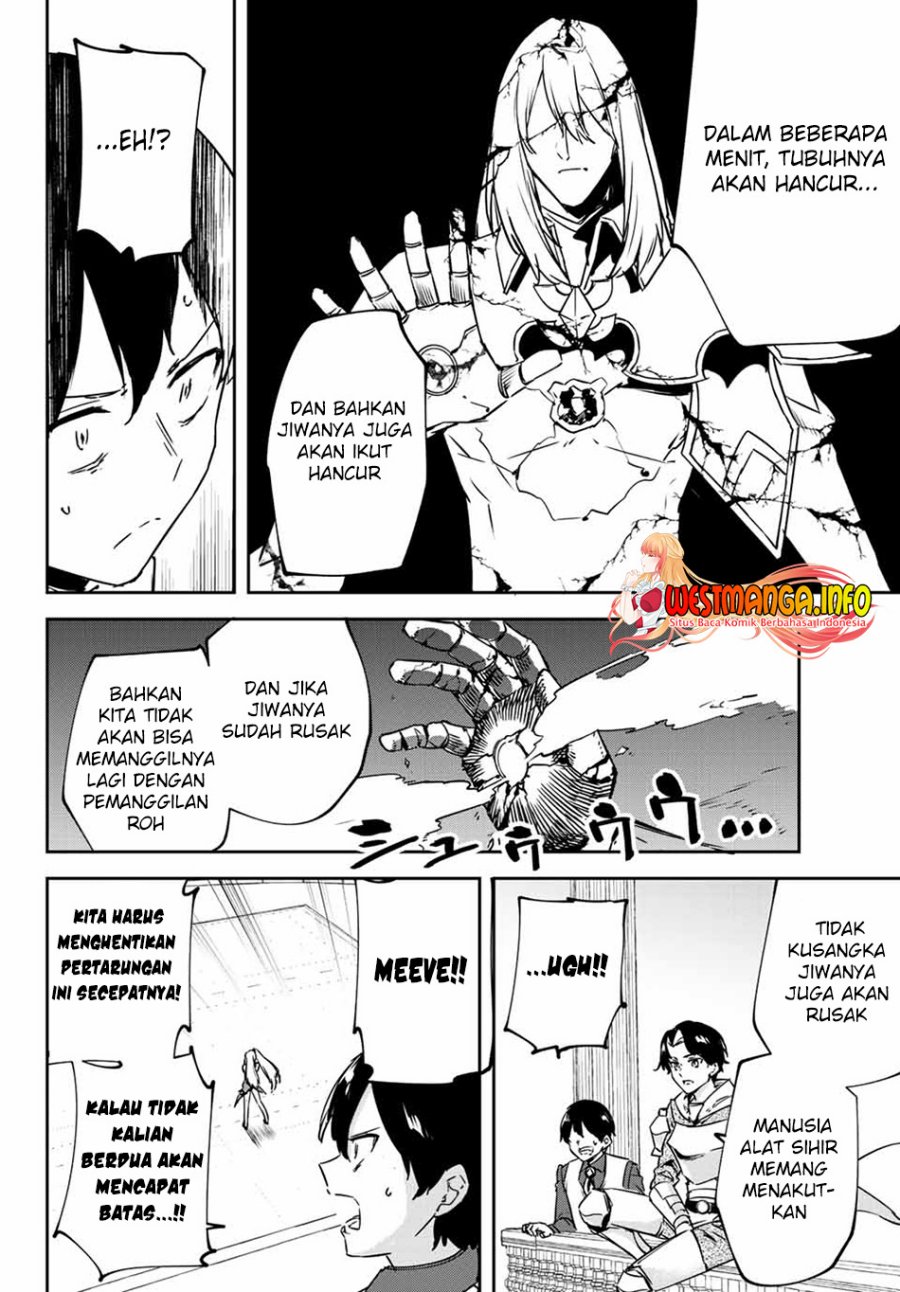 DALAM BEBERAPA
MENIT, TUBUHNYA
AKAN HANCUR...
DAN BAHKAN
JIWANYA JUGA
AKAN IKUT
HANCUR
...EH!?
WESTMANGA.INFO
Situs Baca Komik Berbahasa Indonesia
DAN JIKA
JIWANYA
SUDAH RUSAK
BAHKAN
KITA TIDAK
AKAN BISA
MEMANGGILNYA
LAGI DENGAN
PEMANGGILAN
ROH
シュゥゥゥ...
TIDAK
KUSANGKA
JIWANYA
JUGA AKAN
RUSAK
MANUSIA
ALAT SIHIR
MEMANG
MENAKUT-
KAN
...UGH!!
MEEVE!!
KITA HARUS
MENGHENTIKAN
PERTARUNGAN
INI SECEPATNYA!
KALAU TIDAK
KALIAN
BERDUA AKAN
MENCAPAT
BATAS...!!